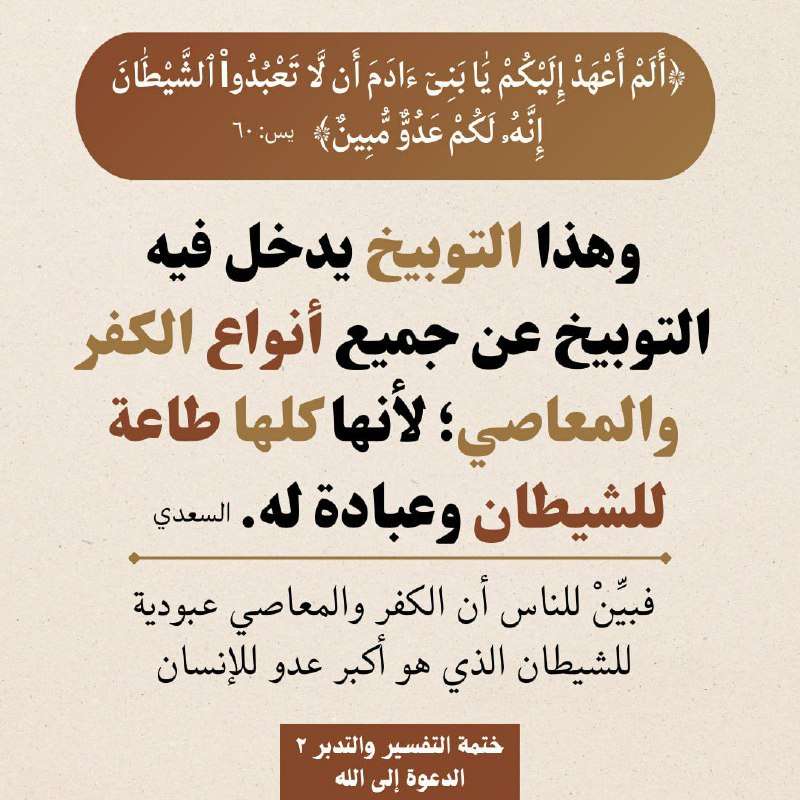 ﴿أَلَمْ أَعْهَدْ إِلَيْكُمْ يَٰا بَنِىٓ ءَادَمَ أَن لَّا تَعْبُدُوا۟ ٱلشَّيْطَٰانَ
إِنَّهُۥ لَكُمْ عَدُوٌّ مُّبِينٌ﴾ يس: ٦٠
وهذا التوبيخ يدخل فيه
التوبيخ عن جميع أنواع الكفر
والمعاصي؛ لأنها كلها طاعة
للشيطان وعبادة له. السعدي
فبيِّنْ للناس أن الكفر والمعاصي عبودية
للشيطان الذي هو أكبر عدو للإنسان
ختمة التفسير والتدبر ٢
الدعوة إلى الله